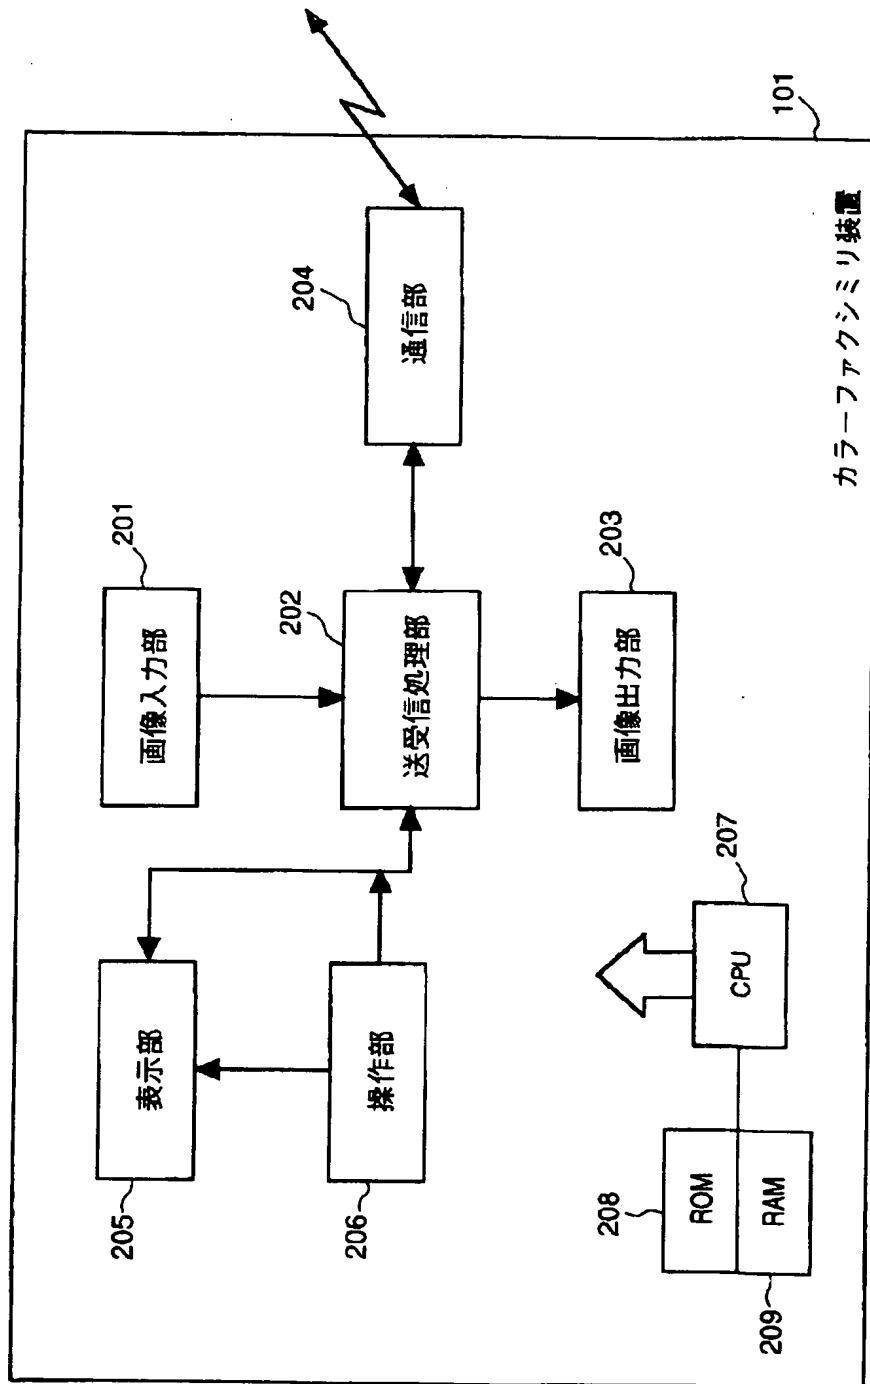 表示部
205
操作部
206
画像入力部
201
送受信処理部
202
画像出力部
203
通信部
204
ROM
208
RAM
209
CPU
207
カラーファクシミリ装置
101